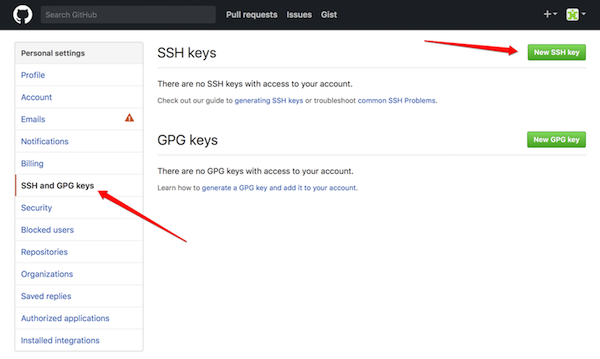 Search GitHub
Pull requests Issues Gist
Personal settings
Profile
Account
Emails
Notifications
Billing
SSH and GPG keys
Security
Blocked users
Repositories
Organizations
Saved replies
Authorized applications
Installed integrations
SSH keys
New SSH key
There are no SSH keys with access to your account.
Check out our guide to generating SSH keys or troubleshoot common SSH Problems.
GPG keys
New GPG key
There are no GPG keys with access to your account.
Learn how to generate a GPG key and add it to your account.